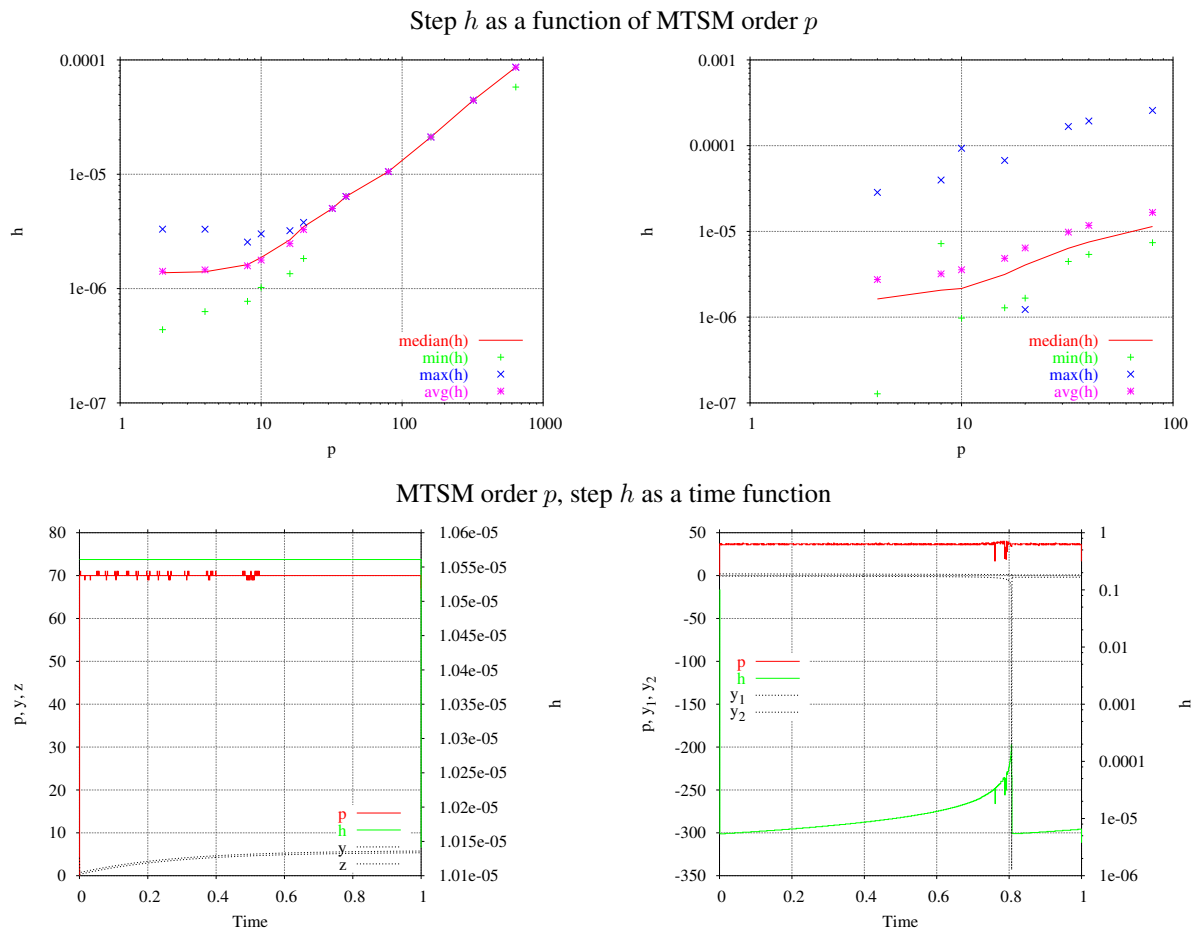 Step h as a function of MTSM order p
0.0001
1e-05
1e-06
1e-07
h
1 10 100 1000
p
median(h)
min(h)
max(h)
avg(h)
0.001
0.0001
1e-05
1e-06
1e-07
h
1 10 100
p
median(h)
min(h)
max(h)
avg(h)
MTSM order p, step h as a time function
80
70
60
50
40
30
20
10
0
p, y, z
1.06e-05
1.055e-05
1.05e-05
1.045e-05
1.04e-05
1.035e-05
1.03e-05
1.025e-05
1.02e-05
1.015e-05
1.01e-05
h
p
h
y
z
0 0.2 0.4 0.6 0.8 1
Time
50
0
-50
-100
-150
-200
-250
-300
-350
p, y1, y2
1
0.1
0.01
0.001
0.0001
1e-05
1e-06
h
p
h
y1
y2
0 0.2 0.4 0.6 0.8 1
Time